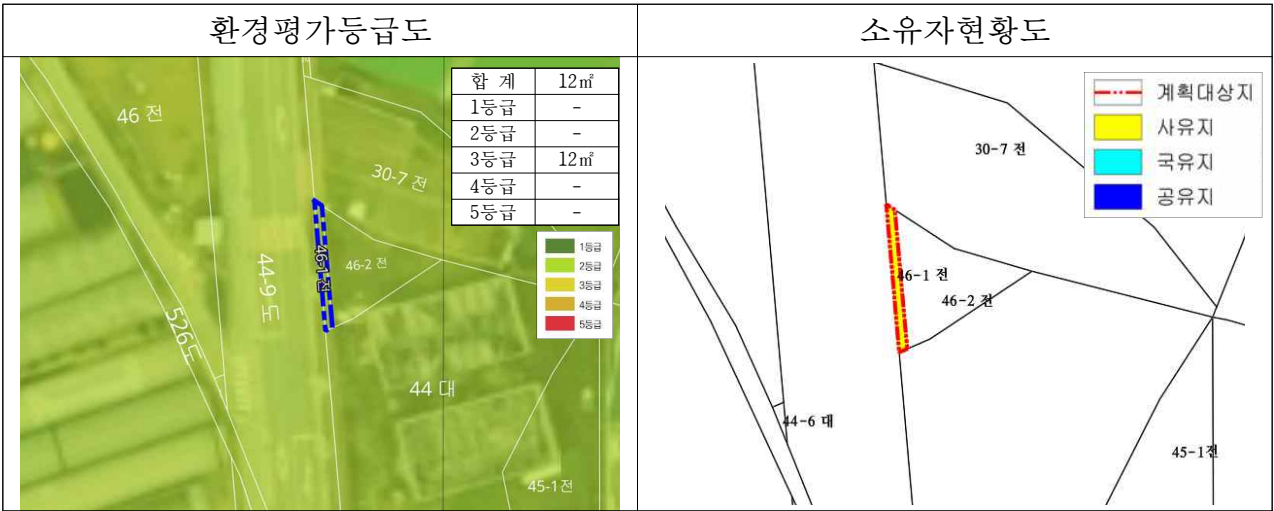 환경평가등급도
소유자현황도
합 계 12㎡
1등급 -
2등급 -
3등급 12㎡
4등급 -
5등급 -
1등급
2등급
3등급
4등급
5등급
46 전
30-7 전
46-1 전
46-2 전
44-9 도
526도
44 대
45-1전
계획대상지
사유지
국유지
공유지
30-7 전
46-1 전
46-2 전
44-6 대
45-1전